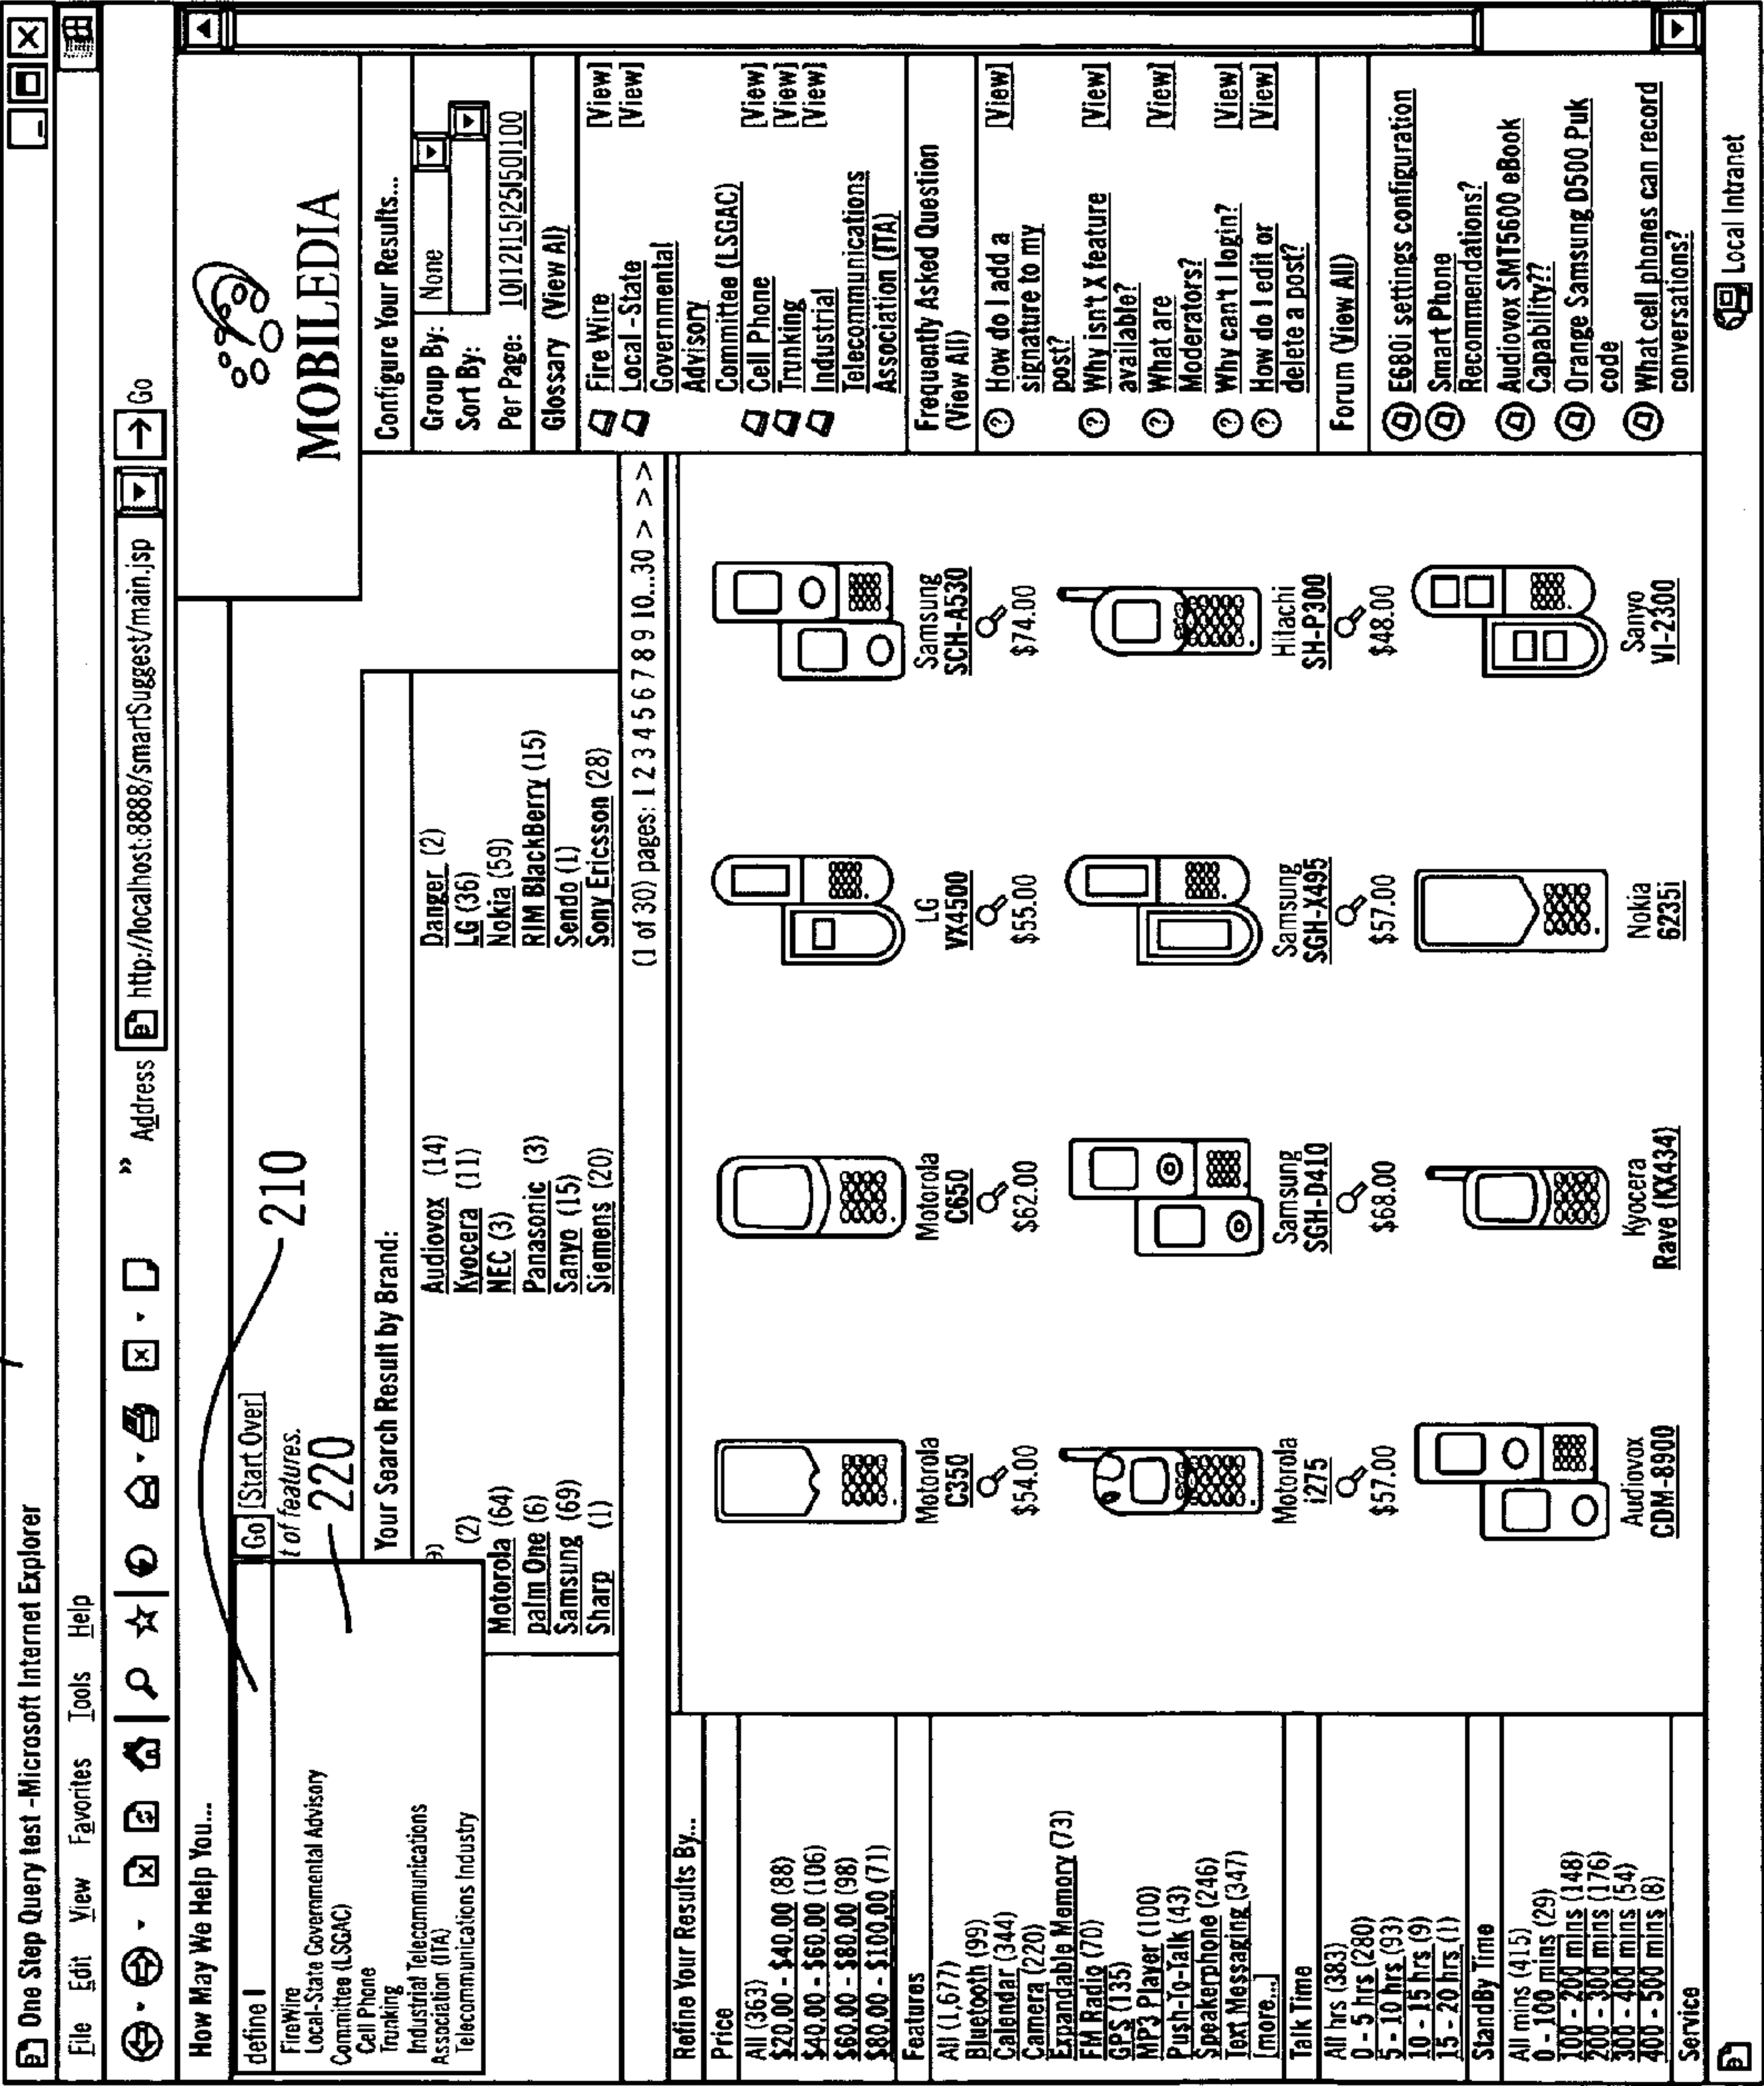 One Step Query test -Microsoft Internet Explorer
File Edit View Favorites Tools Help
» Address http://localhost:8888/smartSuggest/main.jsp Go
How May We Help You...
MOBILEDIA
define I Go [Start Over] 210
t of features.
220
FireWire
Local-State Governmental Advisory
Committee (LSGAC)
Cell Phone
Trunking
Industrial Telecommunications
Association (ITA)
Telecommunications Industry
Your Search Result by Brand:
(2)
Motorola (64)
palm One (6)
Samsung (69)
Sharp (1)
Audiovox (14)
Kyocera (11)
NEC (3)
Panasonic (3)
Sanyo (15)
Siemens (20)
Danger (2)
LG (36)
Nokia (59)
RIM BlackBerry (15)
Sendo (1)
Sony Ericsson (28)
(1 of 30) pages: 1 2 3 4 5 6 7 8 9 10...30 > > >
Refine Your Results By...
Price
All (363)
$20.00 - $40.00 (88)
$40.00 - $60.00 (106)
$60.00 - $80.00 (98)
$80.00 - $100.00 (71)
Features
All (1,677)
Bluetooth (99)
Calendar (344)
Camera (220)
Expandable Memory (73)
FM Radio (70)
GPS (135)
MP3 Player (100)
Push-To-Talk (43)
Speakerphone (246)
Text Messaging (347)
[more...]
Talk Time
All hrs (383)
0 - 5 hrs (280)
5 - 10 hrs (93)
10 - 15 hrs (9)
15 - 20 hrs (1)
StandBy Time
All mins (415)
0 - 100 mins (29)
100 - 200 mins (148)
200 - 300 mins (176)
300 - 400 mins (54)
400 - 500 mins (8)
Service
Motorola
C350
$54.00
Motorola
C650
$62.00
LG
VX4500
$55.00
Samsung
SCH-A530
$74.00
Motorola
i275
$57.00
Samsung
SGH-D410
$68.00
Samsung
SGH-X495
$57.00
Hitachi
SH-P300
$48.00
Audiovox
CDM-8900
Kyocera
Rave (KX434)
Nokia
6235i
Sanyo
VI-2300
Configure Your Results...
Group By: None
Sort By:
Per Page: 10|12|15|25|50|100
Glossary (View Al)
Fire Wire [View]
Local -State [View]
Governmental
Advisory
Committee (LSGAC)
Cell Phone [View]
Trunking [View]
Industrial [View]
Telecommunications
Association (ITA)
Frequently Asked Question
(View All)
How do I add a [View]
signature to my
post?
Why isn't X feature [View]
available?
What are [View]
Moderators?
Why can't I login? [View]
How do I edit or [View]
delete a post?
Forum (View All)
E680i settings configuration
Smart Phone
Recommendations?
Audiovox SMT5600 eBook
Capability??
Orange Samsung D500 Puk
code
What cell phones can record
conversations?
Local Intranet